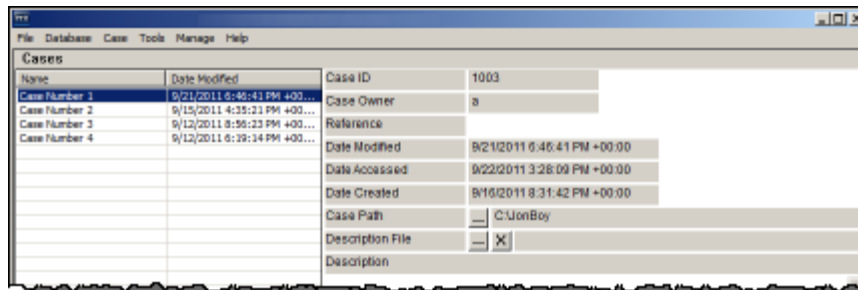 File Database Case Tools Manage Help
Cases
Name Date Modified
Case Number 1 9/21/2011 6:46:41 PM +00...
Case Number 2 9/15/2011 4:35:21 PM +00...
Case Number 3 9/12/2011 8:56:23 PM +00...
Case Number 4 9/12/2011 6:19:14 PM +00...
Case ID 1003
Case Owner a
Reference
Date Modified 9/21/2011 6:46:41 PM +00:00
Date Accessed 9/22/2011 3:28:09 PM +00:00
Date Created 9/16/2011 8:31:42 PM +00:00
Case Path ... C:\JonBoy
Description File ... X
Description